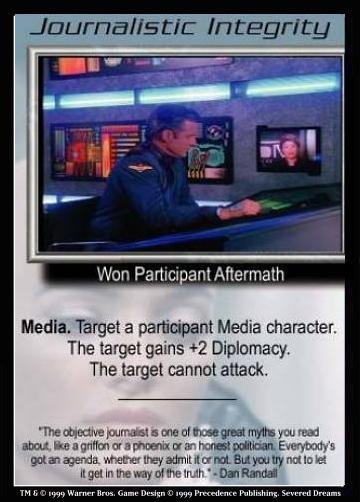 Journalistic Integrity
Won Participant Aftermath
Media. Target a participant Media character.
The target gains +2 Diplomacy.
The target cannot attack.
"The objective journalist is one of those great myths you read
about, like a griffon or a phoenix or an honest politician. Everybody's
got an agenda, whether they admit it or not. But you try not to let
it get in the way of the truth." - Dan Randall
TM & © 1999 Warner Bros. Game Design © 1999 Precedence Publishing. Severed Dreams